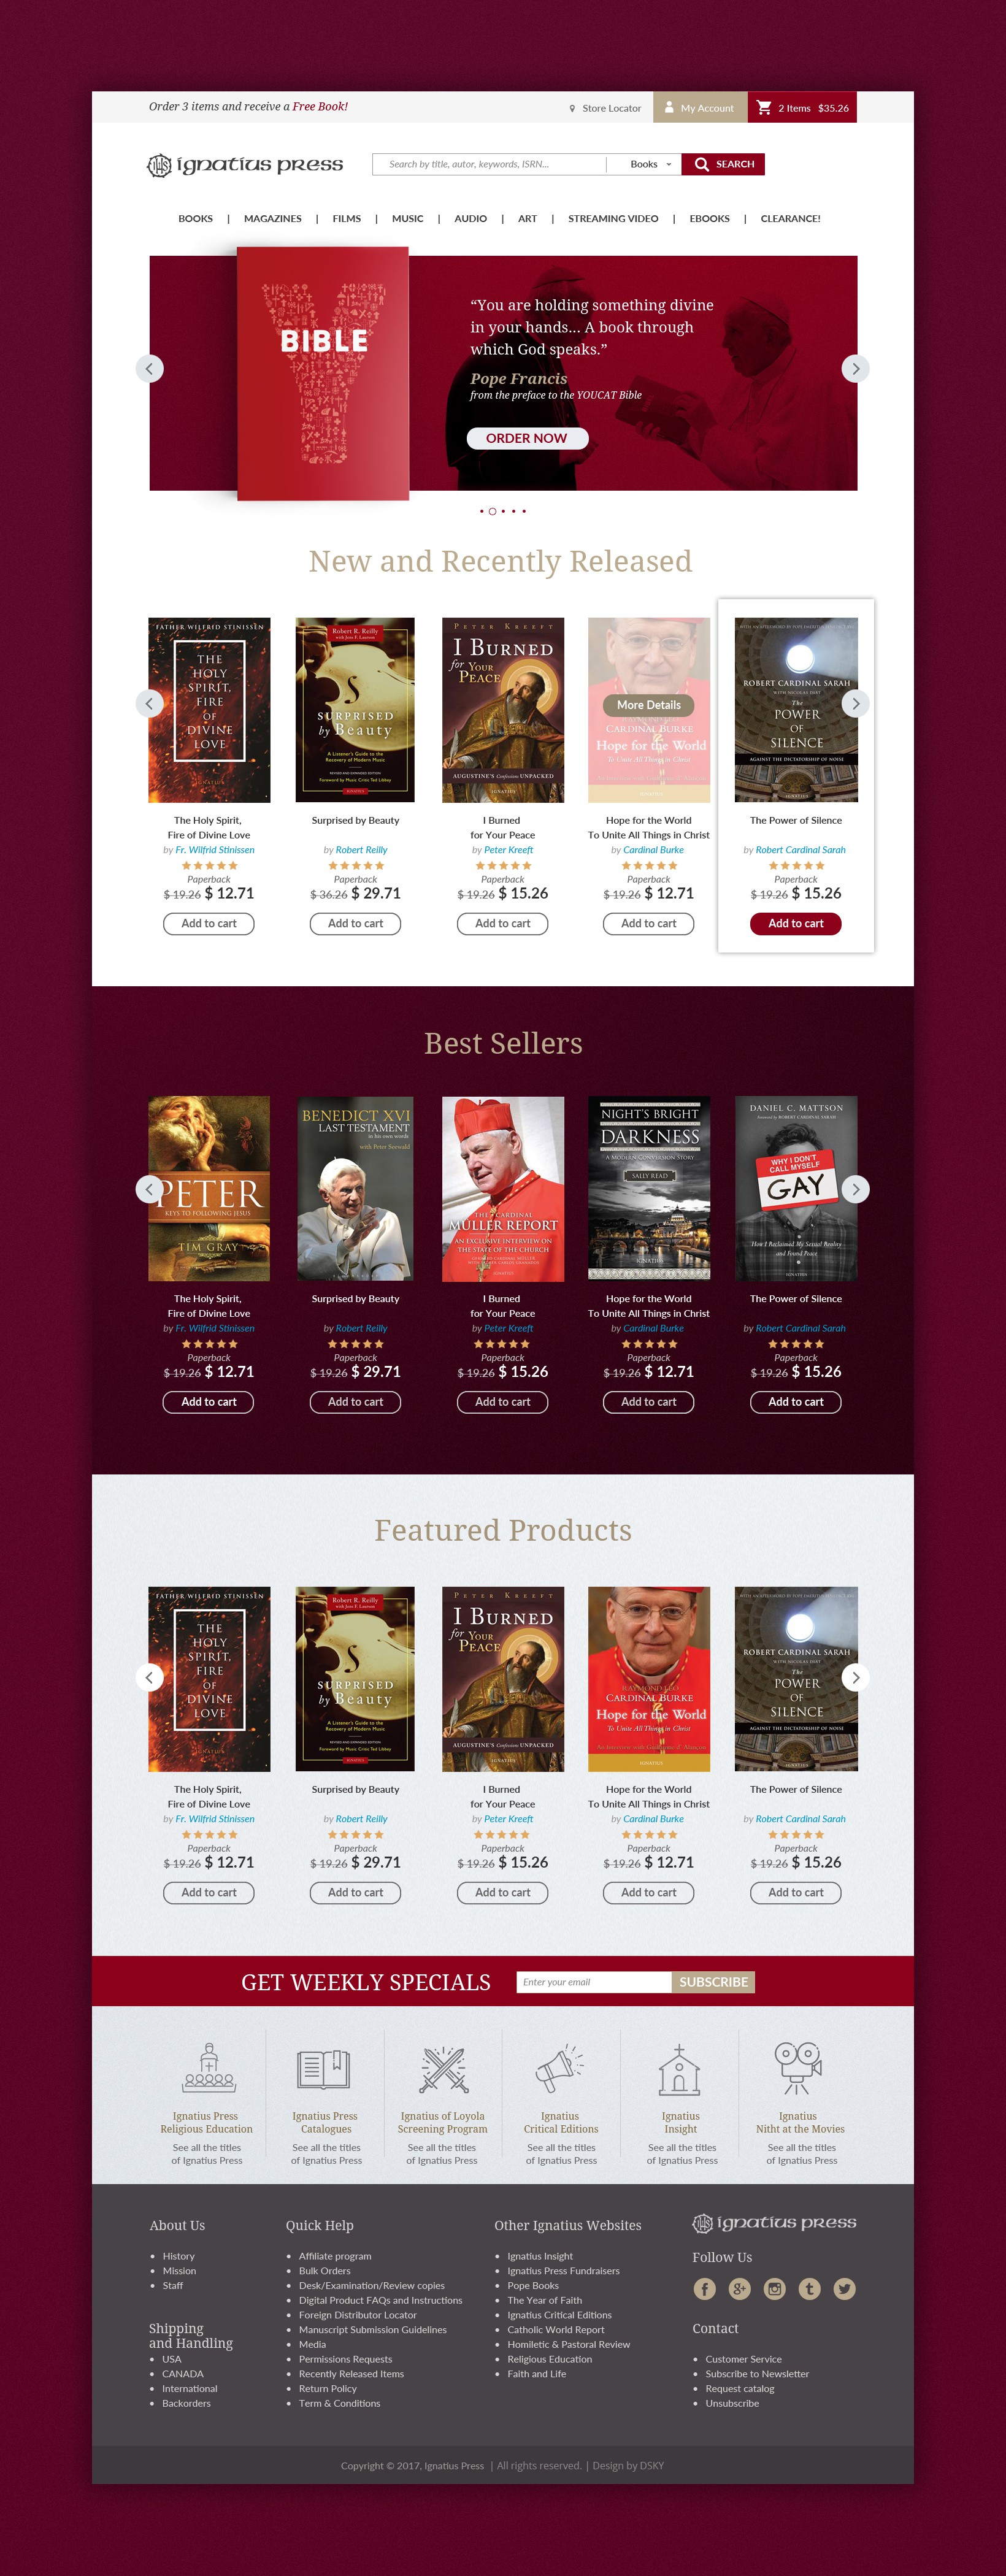 Order 3 items and receive a Free Book!
Store Locator
My Account
2 Items $35.26
ignatius press
Search by title, autor, keywords, ISRN...
Books
SEARCH
BOOKS | MAGAZINES | FILMS | MUSIC | AUDIO | ART | STREAMING VIDEO | EBOOKS | CLEARANCE!
BIBLE
“You are holding something divine
in your hands... A book through
which God speaks.”
Pope Francis
from the preface to the YOUCAT Bible
ORDER NOW
New and Recently Released
FATHER WILFRID STINISSEN
THE
HOLY
SPIRIT,
FIRE
OF
DIVINE
LOVE
IGNATIUS
Robert R. Reilly
SURPRISED
by Beauty
A Listener's Guide to the
Recovery of Modern Music
REVISED AND EXPANDED EDITION
Foreword by Music Critic Ted Libbey
IGNATIUS
PETER KREEFT
I BURNED
for YOUR
PEACE
AUGUSTINE'S Confessions UNPACKED
IGNATIUS
More Details
CARDINAL BURKE
Hope for the World
To Unite All Things in Christ
ROBERT CARDINAL SARAH
WITH NICOLAS DIAT
The
POWER
OF
SILENCE
AGAINST THE DICTATORSHIP OF NOISE
IGNATIUS
The Holy Spirit,
Fire of Divine Love
by Fr. Wilfrid Stinissen
Paperback
$ 19.26 $ 12.71
Add to cart
Surprised by Beauty
by Robert Reilly
Paperback
$ 36.26 $ 29.71
Add to cart
I Burned
for Your Peace
by Peter Kreeft
Paperback
$ 19.26 $ 15.26
Add to cart
Hope for the World
To Unite All Things in Christ
by Cardinal Burke
Paperback
$ 19.26 $ 12.71
Add to cart
The Power of Silence
by Robert Cardinal Sarah
Paperback
$ 19.26 $ 15.26
Add to cart
Best Sellers
PETER
KEYS TO FOLLOWING JESUS
TIM GRAY
BENEDICT XVI
LAST TESTAMENT
in his own words
with Peter Seewald
THE CARDINAL
MÜLLER REPORT
AN EXCLUSIVE INTERVIEW ON
THE STATE OF THE CHURCH
IGNATIUS
NIGHT'S BRIGHT
DARKNESS
A MODERN CONVERSION STORY
SALLY READ
IGNATIUS
DANIEL C. MATTSON
WHY I DON'T
CALL MYSELF
GAY
How I Reclaimed My Sexual Reality
and Found Peace
IGNATIUS
The Holy Spirit,
Fire of Divine Love
by Fr. Wilfrid Stinissen
Paperback
$ 19.26 $ 12.71
Add to cart
Surprised by Beauty
by Robert Reilly
Paperback
$ 19.26 $ 29.71
Add to cart
I Burned
for Your Peace
by Peter Kreeft
Paperback
$ 19.26 $ 15.26
Add to cart
Hope for the World
To Unite All Things in Christ
by Cardinal Burke
Paperback
$ 19.26 $ 12.71
Add to cart
The Power of Silence
by Robert Cardinal Sarah
Paperback
$ 19.26 $ 15.26
Add to cart
Featured Products
FATHER WILFRID STINISSEN
THE
HOLY
SPIRIT,
FIRE
OF
DIVINE
LOVE
IGNATIUS
Robert R. Reilly
SURPRISED
by Beauty
A Listener's Guide to the
Recovery of Modern Music
REVISED AND EXPANDED EDITION
Foreword by Music Critic Ted Libbey
IGNATIUS
PETER KREEFT
I BURNED
for YOUR
PEACE
AUGUSTINE'S Confessions UNPACKED
IGNATIUS
RAYMOND LEO
CARDINAL BURKE
Hope for the World
To Unite All Things in Christ
IGNATIUS
ROBERT CARDINAL SARAH
WITH NICOLAS DIAT
The
POWER
OF
SILENCE
AGAINST THE DICTATORSHIP OF NOISE
IGNATIUS
The Holy Spirit,
Fire of Divine Love
by Fr. Wilfrid Stinissen
Paperback
$ 19.26 $ 12.71
Add to cart
Surprised by Beauty
by Robert Reilly
Paperback
$ 19.26 $ 29.71
Add to cart
I Burned
for Your Peace
by Peter Kreeft
Paperback
$ 19.26 $ 15.26
Add to cart
Hope for the World
To Unite All Things in Christ
by Cardinal Burke
Paperback
$ 19.26 $ 12.71
Add to cart
The Power of Silence
by Robert Cardinal Sarah
Paperback
$ 19.26 $ 15.26
Add to cart
GET WEEKLY SPECIALS
Enter your email
SUBSCRIBE
Ignatius Press
Religious Education
See all the titles
of Ignatius Press
Ignatius Press
Catalogues
See all the titles
of Ignatius Press
Ignatius of Loyola
Screening Program
See all the titles
of Ignatius Press
Ignatius
Critical Editions
See all the titles
of Ignatius Press
Ignatius
Insight
See all the titles
of Ignatius Press
Ignatius
Nitht at the Movies
See all the titles
of Ignatius Press
About Us
• History
• Mission
• Staff
Shipping
and Handling
• USA
• CANADA
• International
• Backorders
Quick Help
• Affiliate program
• Bulk Orders
• Desk/Examination/Review copies
• Digital Product FAQs and Instructions
• Foreign Distributor Locator
• Manuscript Submission Guidelines
• Media
• Permissions Requests
• Recently Released Items
• Return Policy
• Term & Conditions
Other Ignatius Websites
• Ignatius Insight
• Ignatius Press Fundraisers
• Pope Books
• The Year of Faith
• Ignatius Critical Editions
• Catholic World Report
• Homiletic & Pastoral Review
• Religious Education
• Faith and Life
ignatius press
Follow Us
Contact
• Customer Service
• Subscribe to Newsletter
• Request catalog
• Unsubscribe
Copyright © 2017, Ignatius Press | All rights reserved. | Design by DSKY